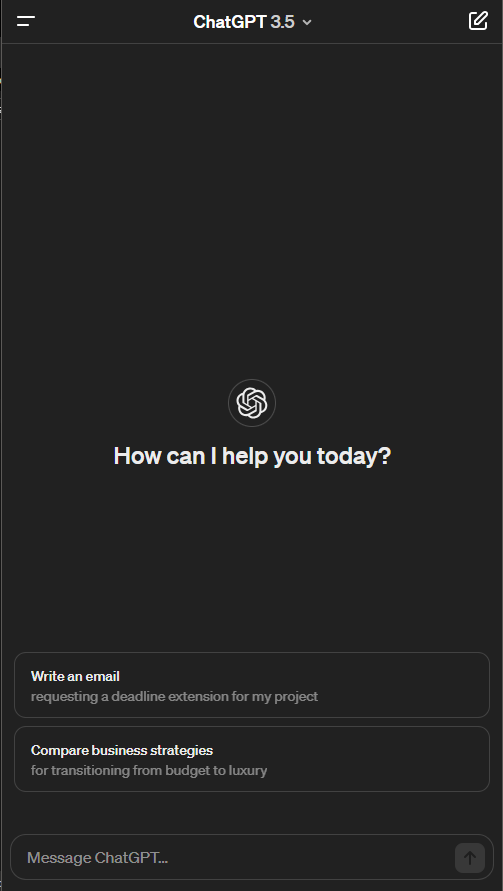 ChatGPT 3.5
How can I help you today?
Write an email
requesting a deadline extension for my project
Compare business strategies
for transitioning from budget to luxury
Message ChatGPT...